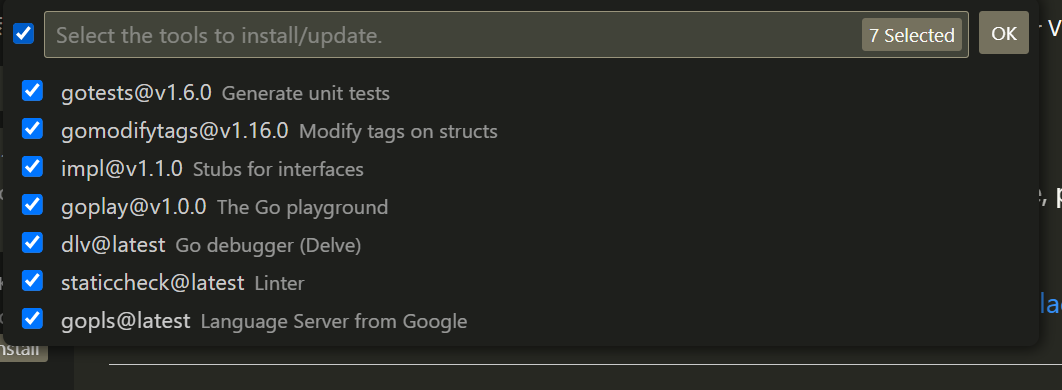 Select the tools to install/update.
7 Selected
OK
gotests@v1.6.0 Generate unit tests
gomodifytags@v1.16.0 Modify tags on structs
impl@v1.1.0 Stubs for interfaces
goplay@v1.0.0 The Go playground
dlv@latest Go debugger (Delve)
staticcheck@latest Linter
gopls@latest Language Server from Google